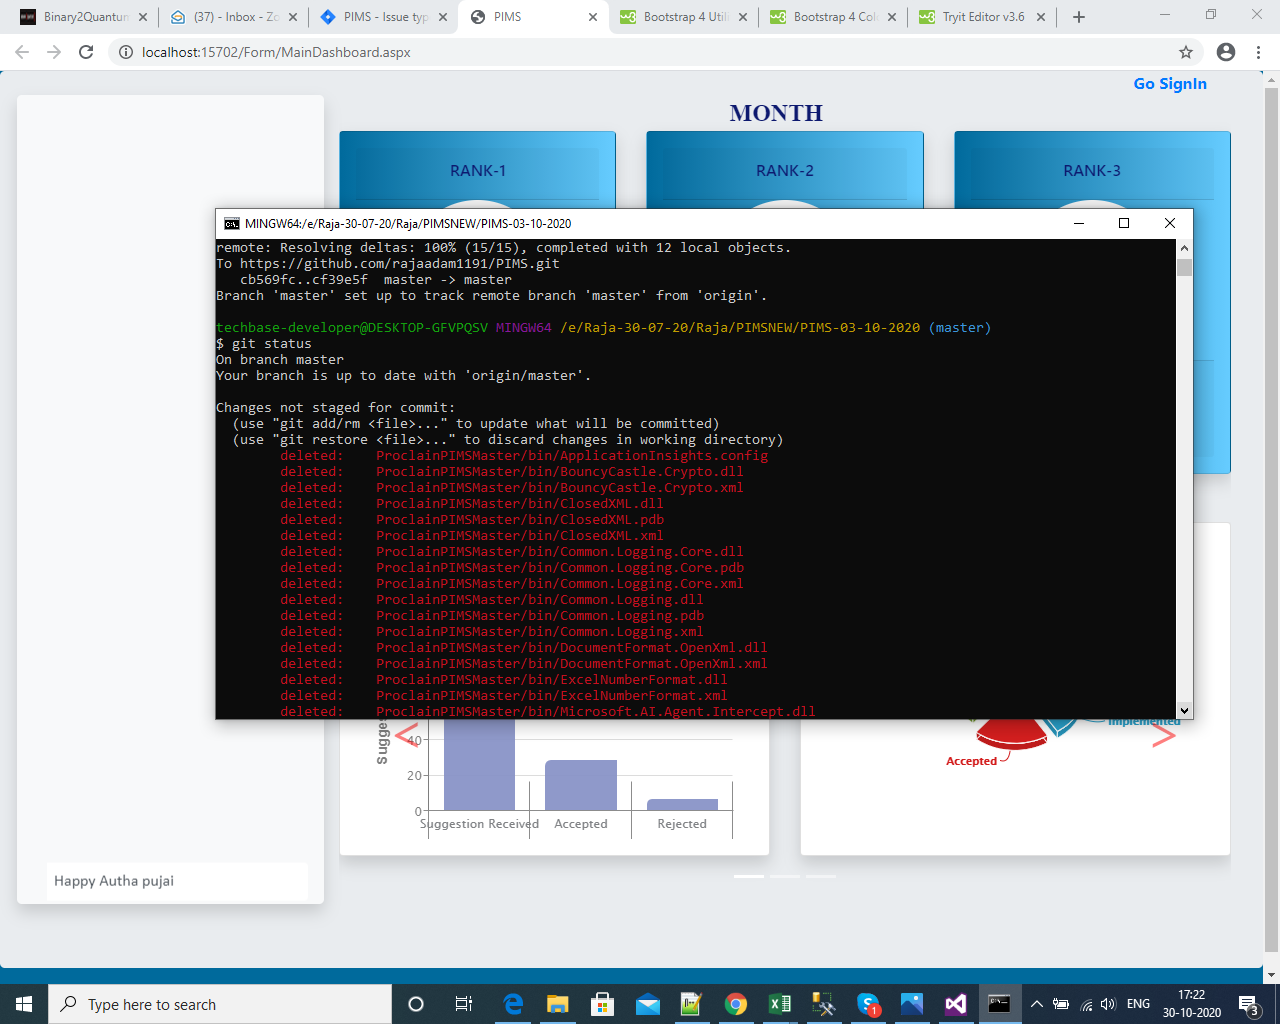 Binary2Quantun
(37) - Inbox - Zo
PIMS - Issue typ
PIMS
Bootstrap 4 Utili
Bootstrap 4 Col
Tryit Editor v3.6
localhost:15702/Form/MainDashboard.aspx
Go SignIn
MONTH
RANK-1
RANK-2
RANK-3
MINGW64:/e/Raja-30-07-20/Raja/PIMSNEW/PIMS-03-10-2020
remote: Resolving deltas: 100% (15/15), completed with 12 local objects.
To https://github.com/rajaadam1191/PIMS.git
cb569fc..cf39e5f  master -> master
Branch 'master' set up to track remote branch 'master' from 'origin'.
techbase-developer@DESKTOP-GFVPQSV MINGW64 /e/Raja-30-07-20/Raja/PIMSNEW/PIMS-03-10-2020 (master)
$ git status
On branch master
Your branch is up to date with 'origin/master'.
Changes not staged for commit:
(use "git add/rm <file>..." to update what will be committed)
(use "git restore <file>..." to discard changes in working directory)
deleted:    ProclainPIMSMaster/bin/ApplicationInsights.config
deleted:    ProclainPIMSMaster/bin/BouncyCastle.Crypto.dll
deleted:    ProclainPIMSMaster/bin/BouncyCastle.Crypto.xml
deleted:    ProclainPIMSMaster/bin/ClosedXML.dll
deleted:    ProclainPIMSMaster/bin/ClosedXML.pdb
deleted:    ProclainPIMSMaster/bin/ClosedXML.xml
deleted:    ProclainPIMSMaster/bin/Common.Logging.Core.dll
deleted:    ProclainPIMSMaster/bin/Common.Logging.Core.pdb
deleted:    ProclainPIMSMaster/bin/Common.Logging.Core.xml
deleted:    ProclainPIMSMaster/bin/Common.Logging.dll
deleted:    ProclainPIMSMaster/bin/Common.Logging.pdb
deleted:    ProclainPIMSMaster/bin/Common.Logging.xml
deleted:    ProclainPIMSMaster/bin/DocumentFormat.OpenXml.dll
deleted:    ProclainPIMSMaster/bin/DocumentFormat.OpenXml.xml
deleted:    ProclainPIMSMaster/bin/ExcelNumberFormat.dll
deleted:    ProclainPIMSMaster/bin/ExcelNumberFormat.xml
deleted:    ProclainPIMSMaster/bin/Microsoft.AI.Agent.Intercept.dll
Sugges
40
20
0
Suggestion Received
Accepted
Rejected
Implemented
Accepted
Happy Autha pujai
Type here to search
1
ENG
17:22
30-10-2020
3